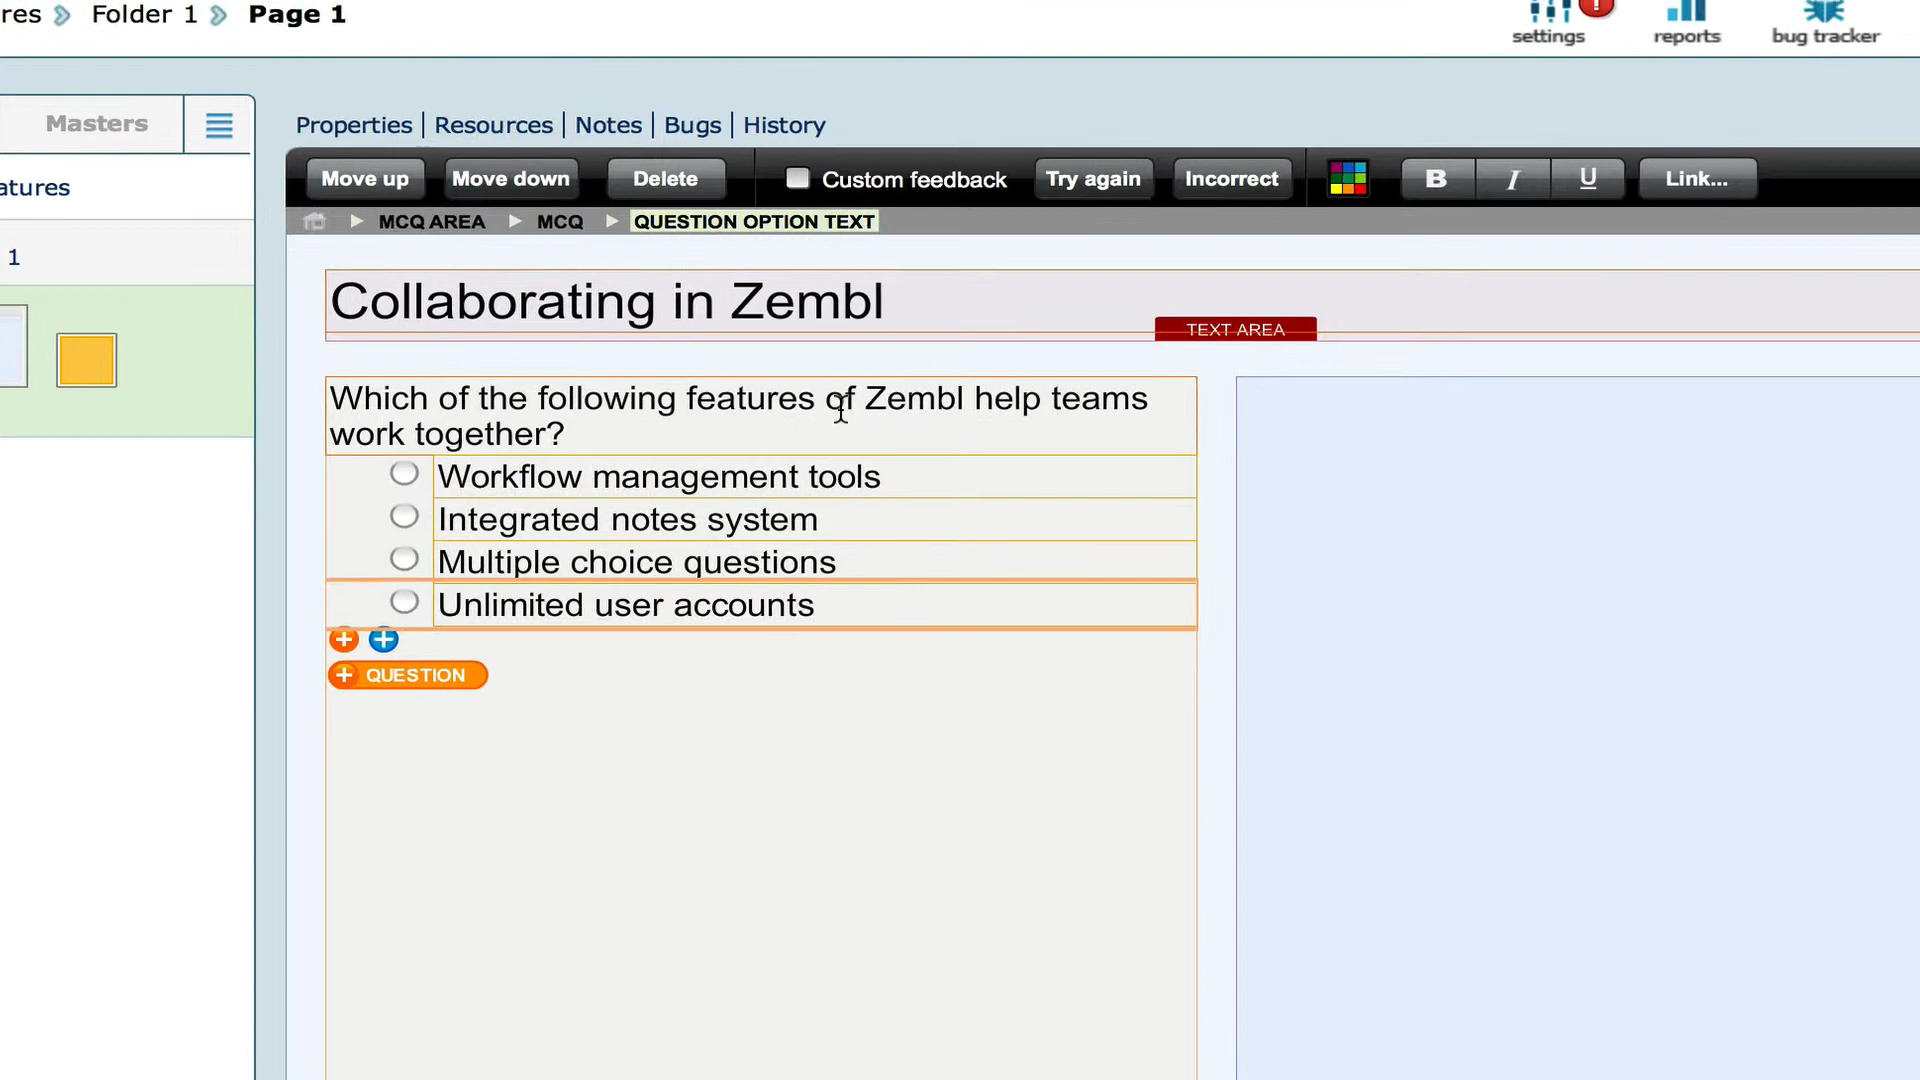 res Folder 1 Page 1
settings reports bug tracker
Masters
Properties | Resources | Notes | Bugs | History
atures
Move up Move down Delete Custom feedback Try again Incorrect B I U Link...
MCQ AREA MCQ QUESTION OPTION TEXT
1
Collaborating in Zembl
TEXT AREA
Which of the following features of Zembl help teams
work together?
Workflow management tools
Integrated notes system
Multiple choice questions
Unlimited user accounts
QUESTION